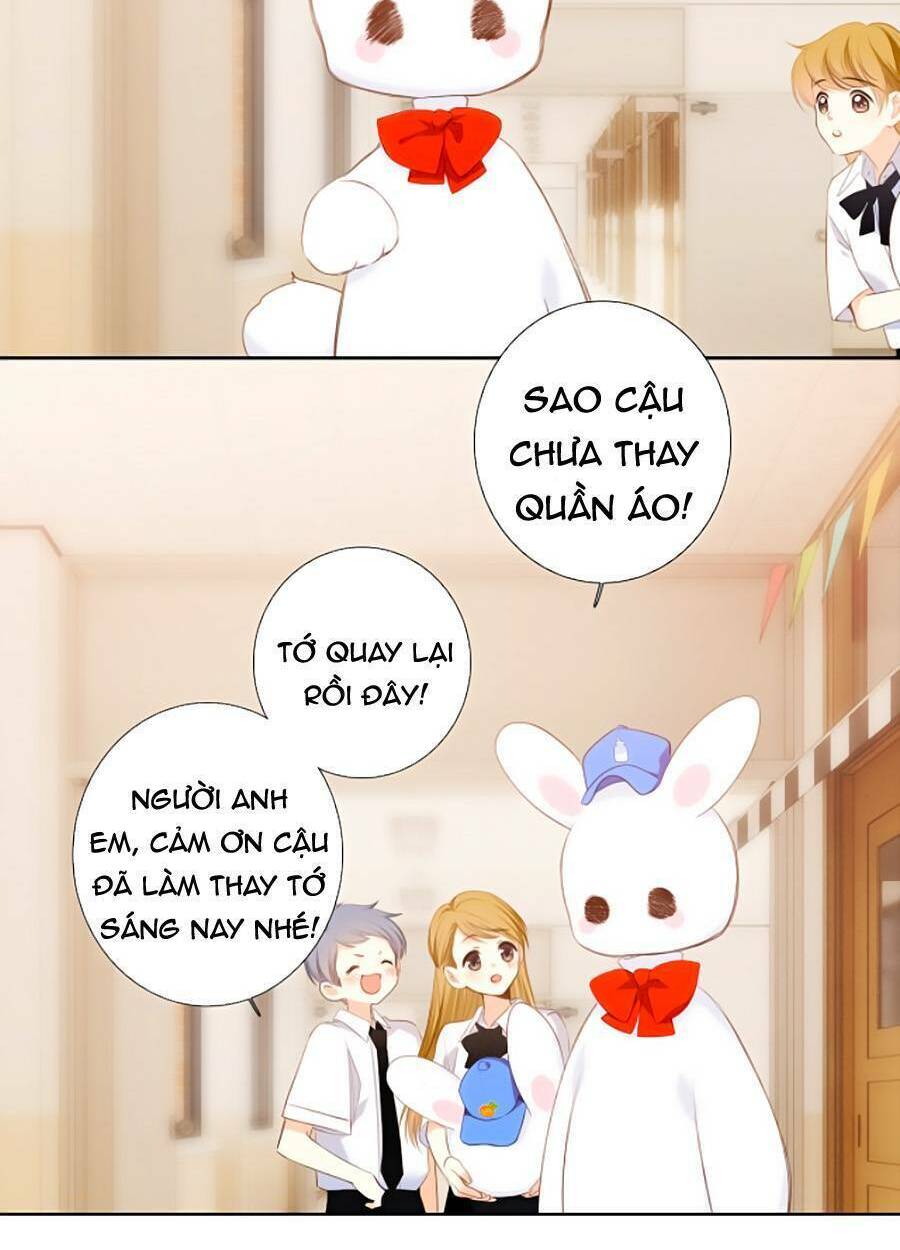 SAO CẬU
CHƯA THAY
QUẦN ÁO!
TỚ QUAY LẠI
RỒI ĐÂY!
NGƯỜI ANH
EM, CẢM ƠN CẬU
ĐÃ LÀM THAY TỚ
SÁNG NAY NHÉ!